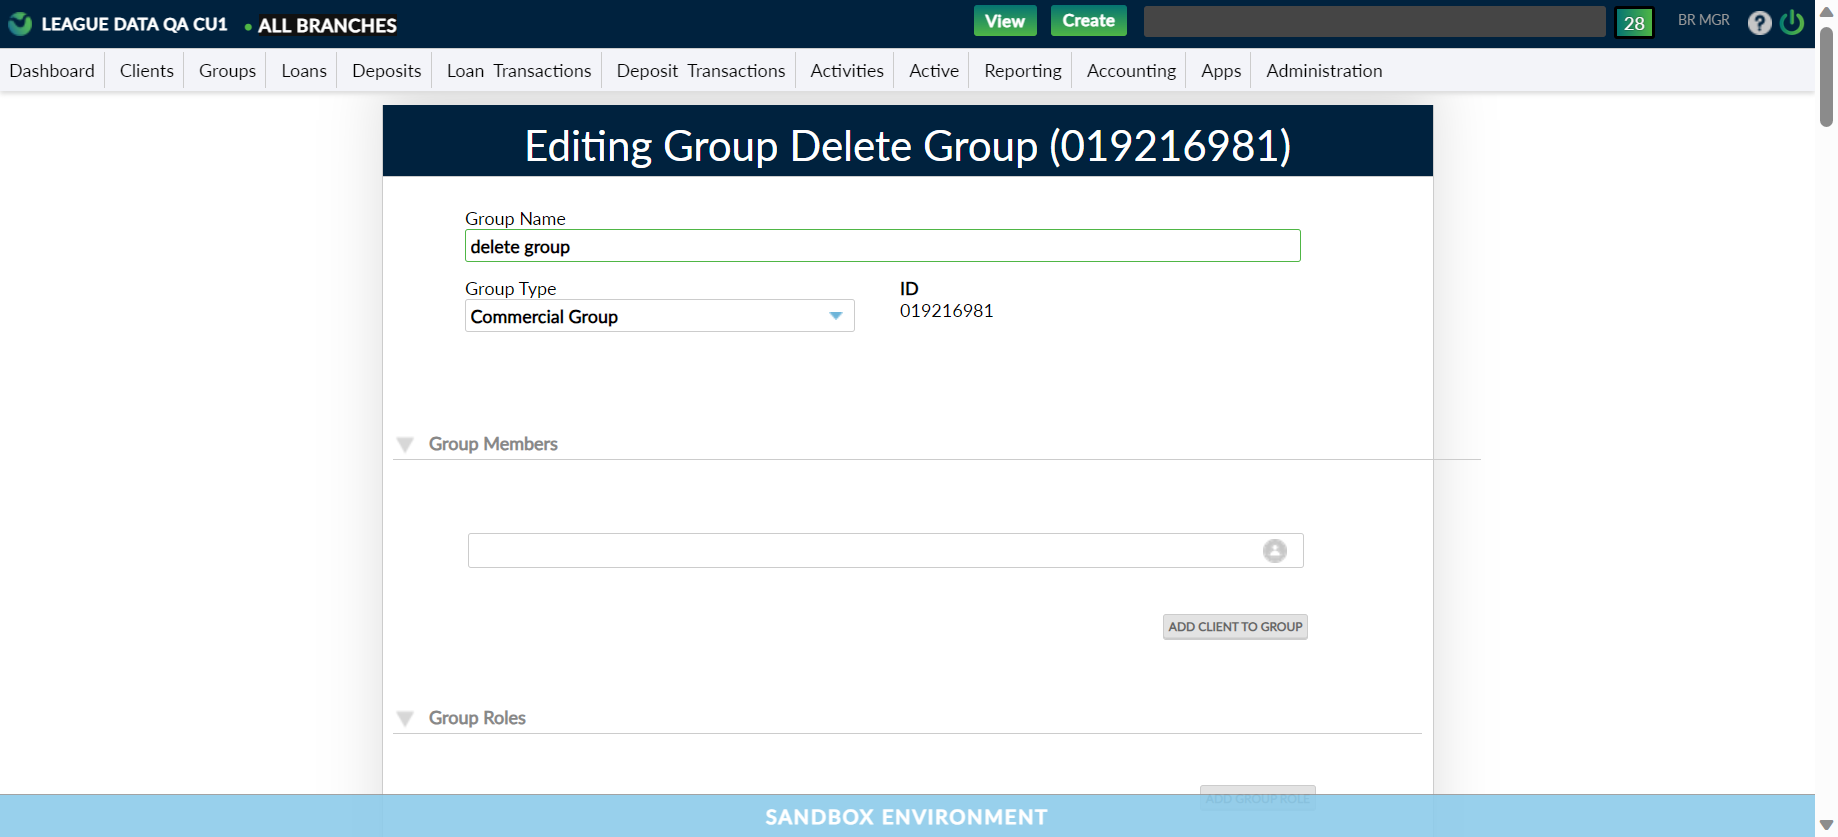 LEAGUE DATA QA CU1 • ALL BRANCHES
View
Create
28
BR MGR
?
Dashboard
Clients
Groups
Loans
Deposits
Loan Transactions
Deposit Transactions
Activities
Active
Reporting
Accounting
Apps
Administration
Editing Group Delete Group (019216981)
Group Name
delete group
Group Type
Commercial Group
ID
019216981
Group Members
ADD CLIENT TO GROUP
Group Roles
ADD GROUP ROLE
SANDBOX ENVIRONMENT